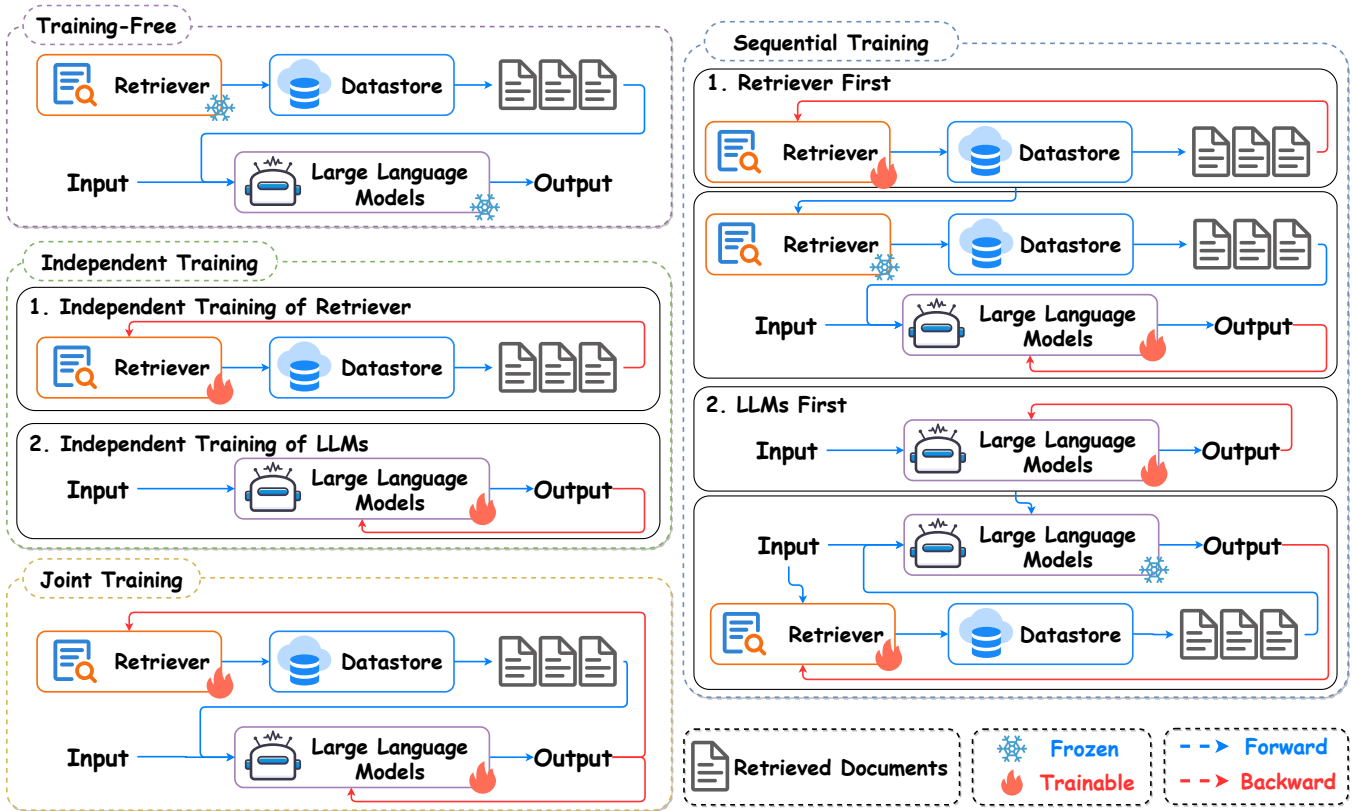 Training-Free
Retriever
Datastore
Input
Large Language
Models
Output
Independent Training
1. Independent Training of Retriever
Retriever
Datastore
2. Independent Training of LLMs
Input
Large Language
Models
Output
Joint Training
Retriever
Datastore
Input
Large Language
Models
Output
Sequential Training
1. Retriever First
Retriever
Datastore
Retriever
Datastore
Input
Large Language
Models
Output
2. LLMs First
Input
Large Language
Models
Output
Input
Large Language
Models
Output
Retriever
Datastore
Retrieved Documents
Frozen
Trainable
Forward
Backward